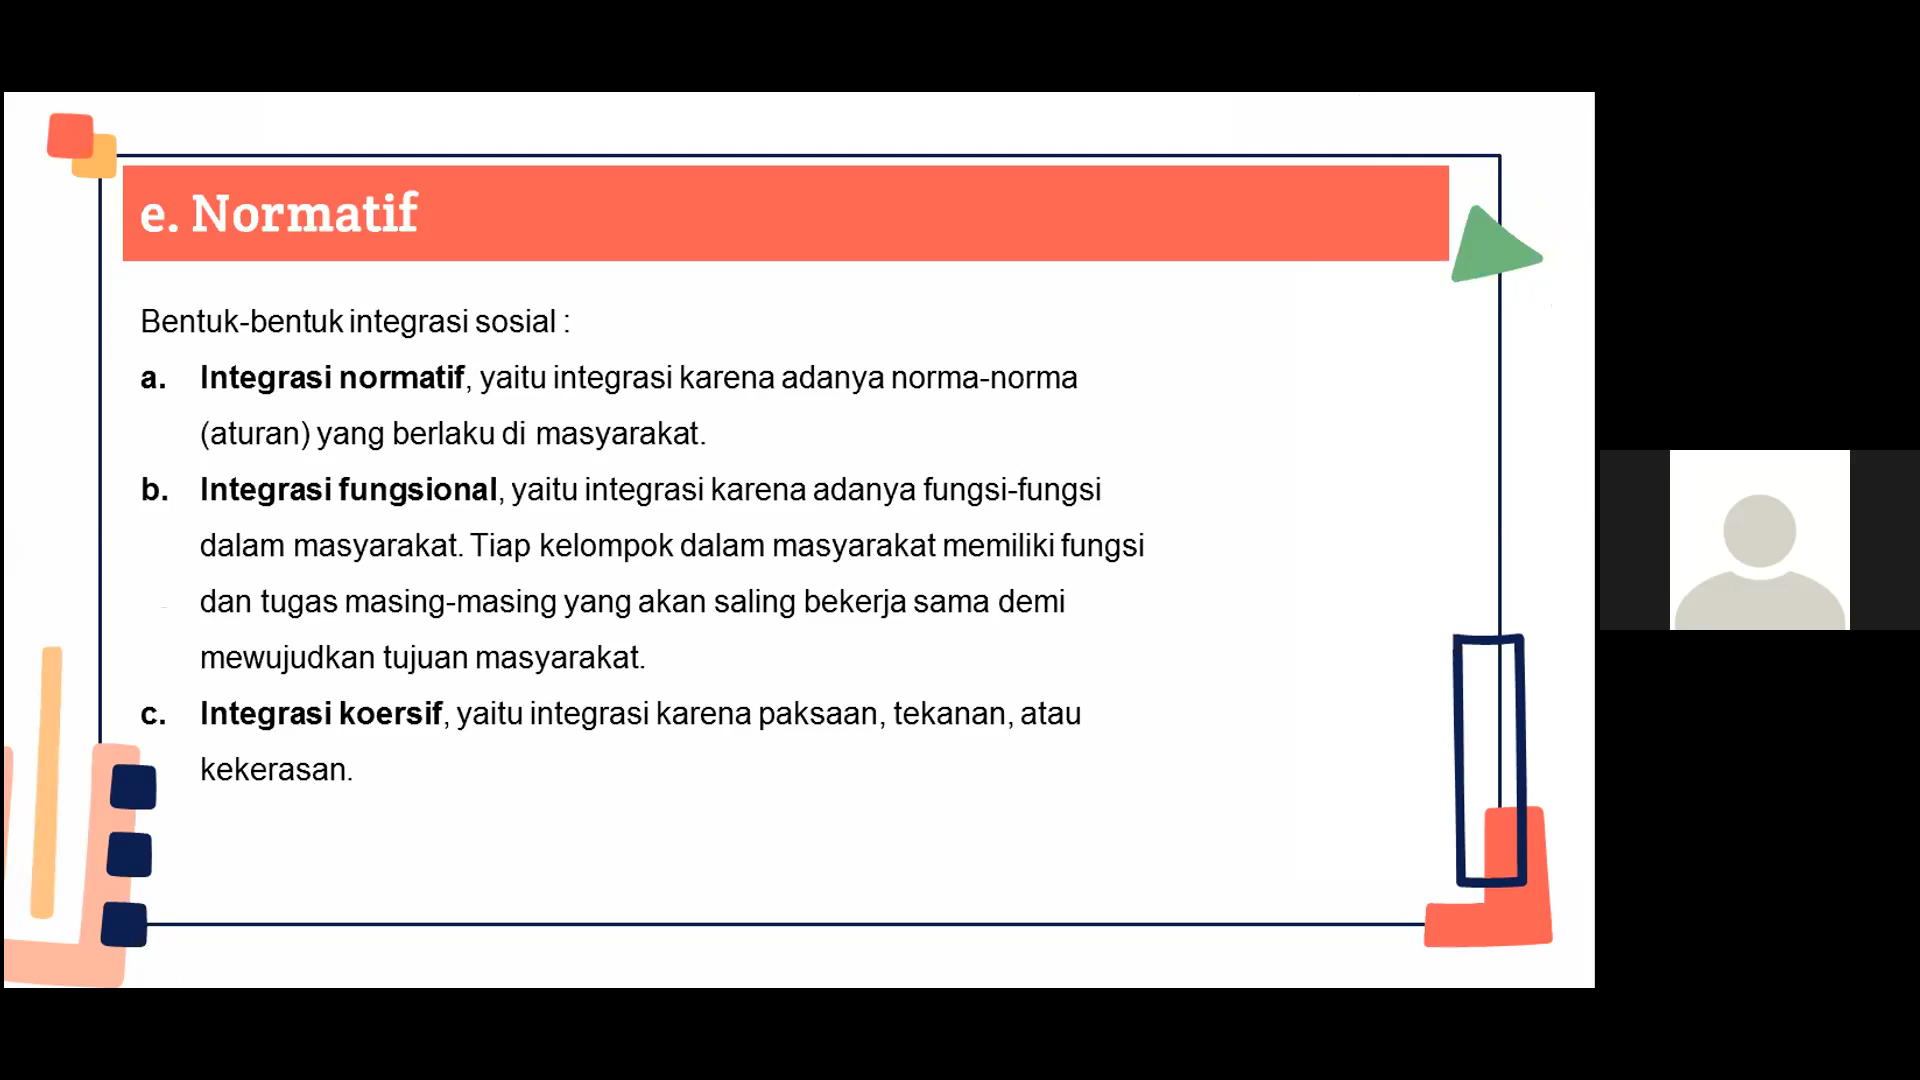 e. Normatif
Bentuk-bentuk integrasi sosial :
a. Integrasi normatif, yaitu integrasi karena adanya norma-norma
(aturan) yang berlaku di masyarakat.
b. Integrasi fungsional, yaitu integrasi karena adanya fungsi-fungsi
dalam masyarakat. Tiap kelompok dalam masyarakat memiliki fungsi
dan tugas masing-masing yang akan saling bekerja sama demi
mewujudkan tujuan masyarakat.
c. Integrasi koersif, yaitu integrasi karena paksaan, tekanan, atau
kekerasan.